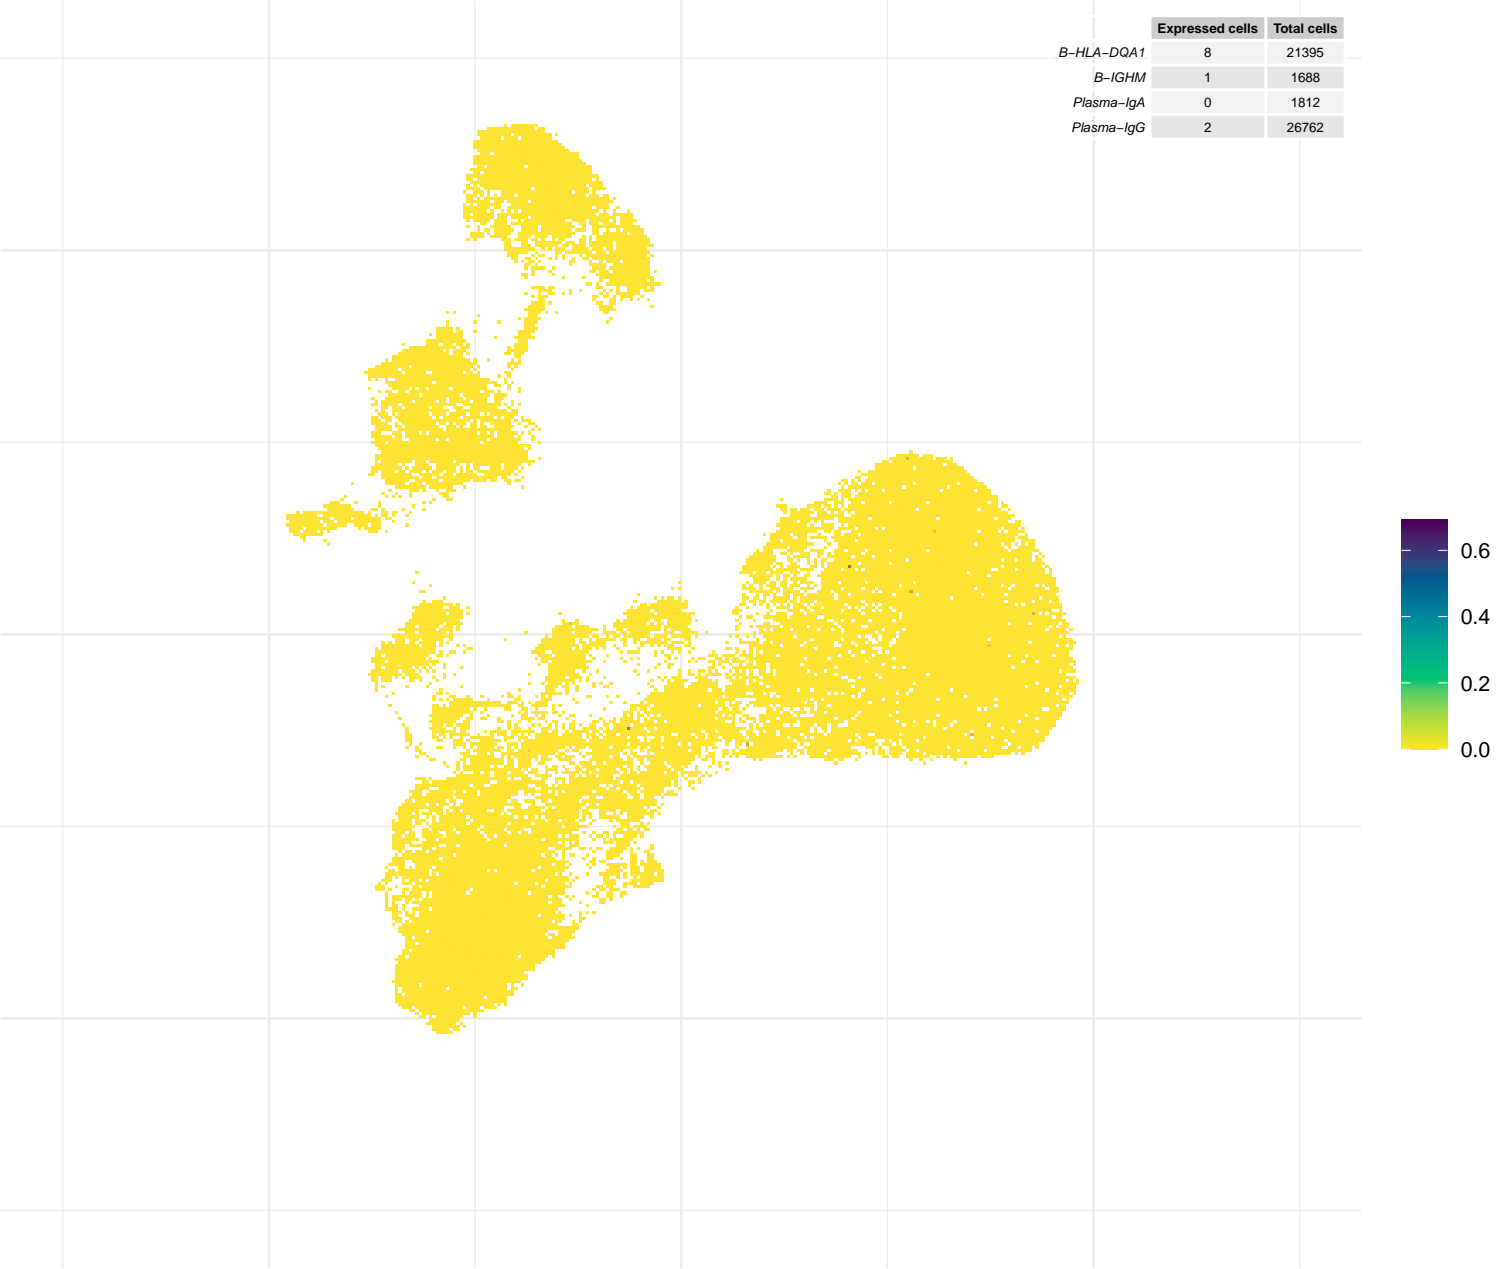 Expressed cells Total cells
B−HLA−DQA1 8 21395
B−IGHM 1 1688
Plasma−IgA 0 1812
Plasma−IgG 2 26762
0.6
0.4
0.2
0.0